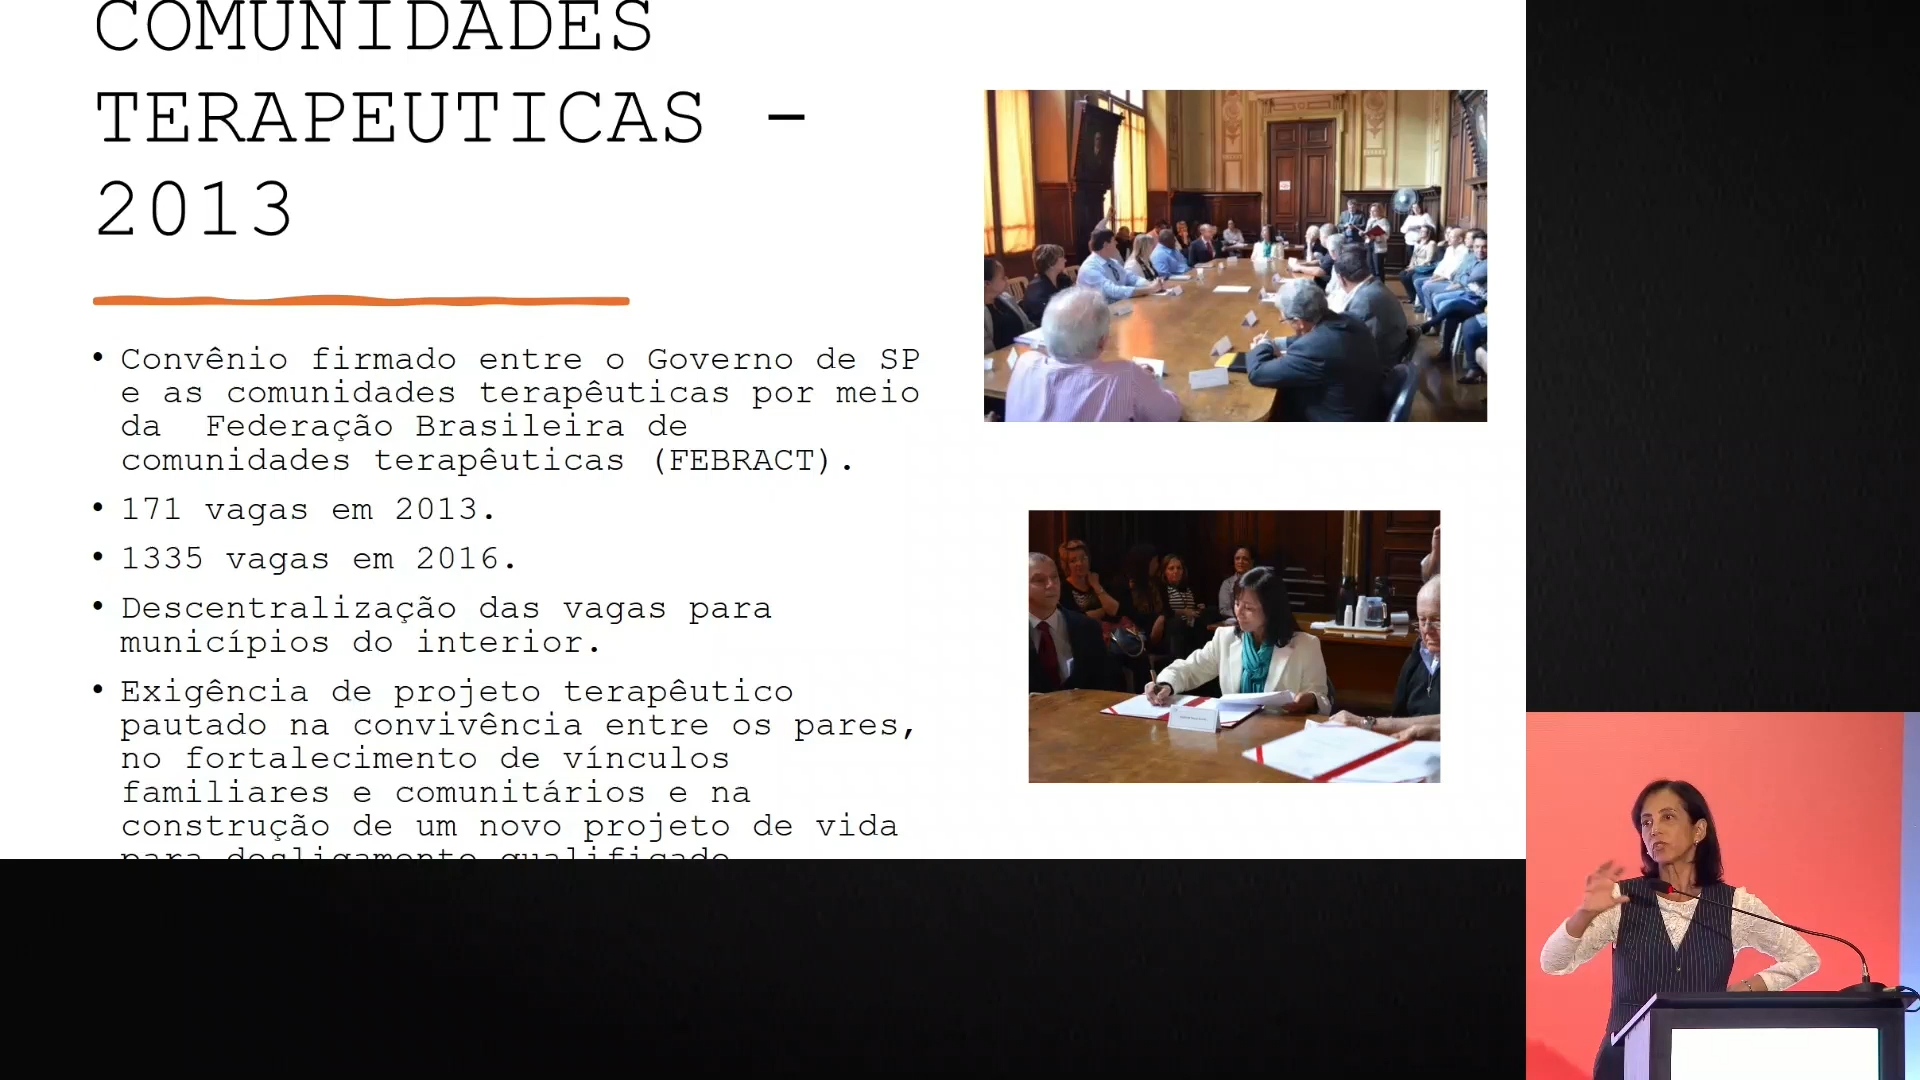 COMUNIDADES
TERAPEUTICAS -
2013
• Convênio firmado entre o Governo de SP
e as comunidades terapêuticas por meio
da Federação Brasileira de
comunidades terapêuticas (FEBRACT).
• 171 vagas em 2013.
• 1335 vagas em 2016.
• Descentralização das vagas para
municípios do interior.
• Exigência de projeto terapêutico
pautado na convivência entre os pares,
no fortalecimento de vínculos
familiares e comunitários e na
construção de um novo projeto de vida
para desligamento qualificado